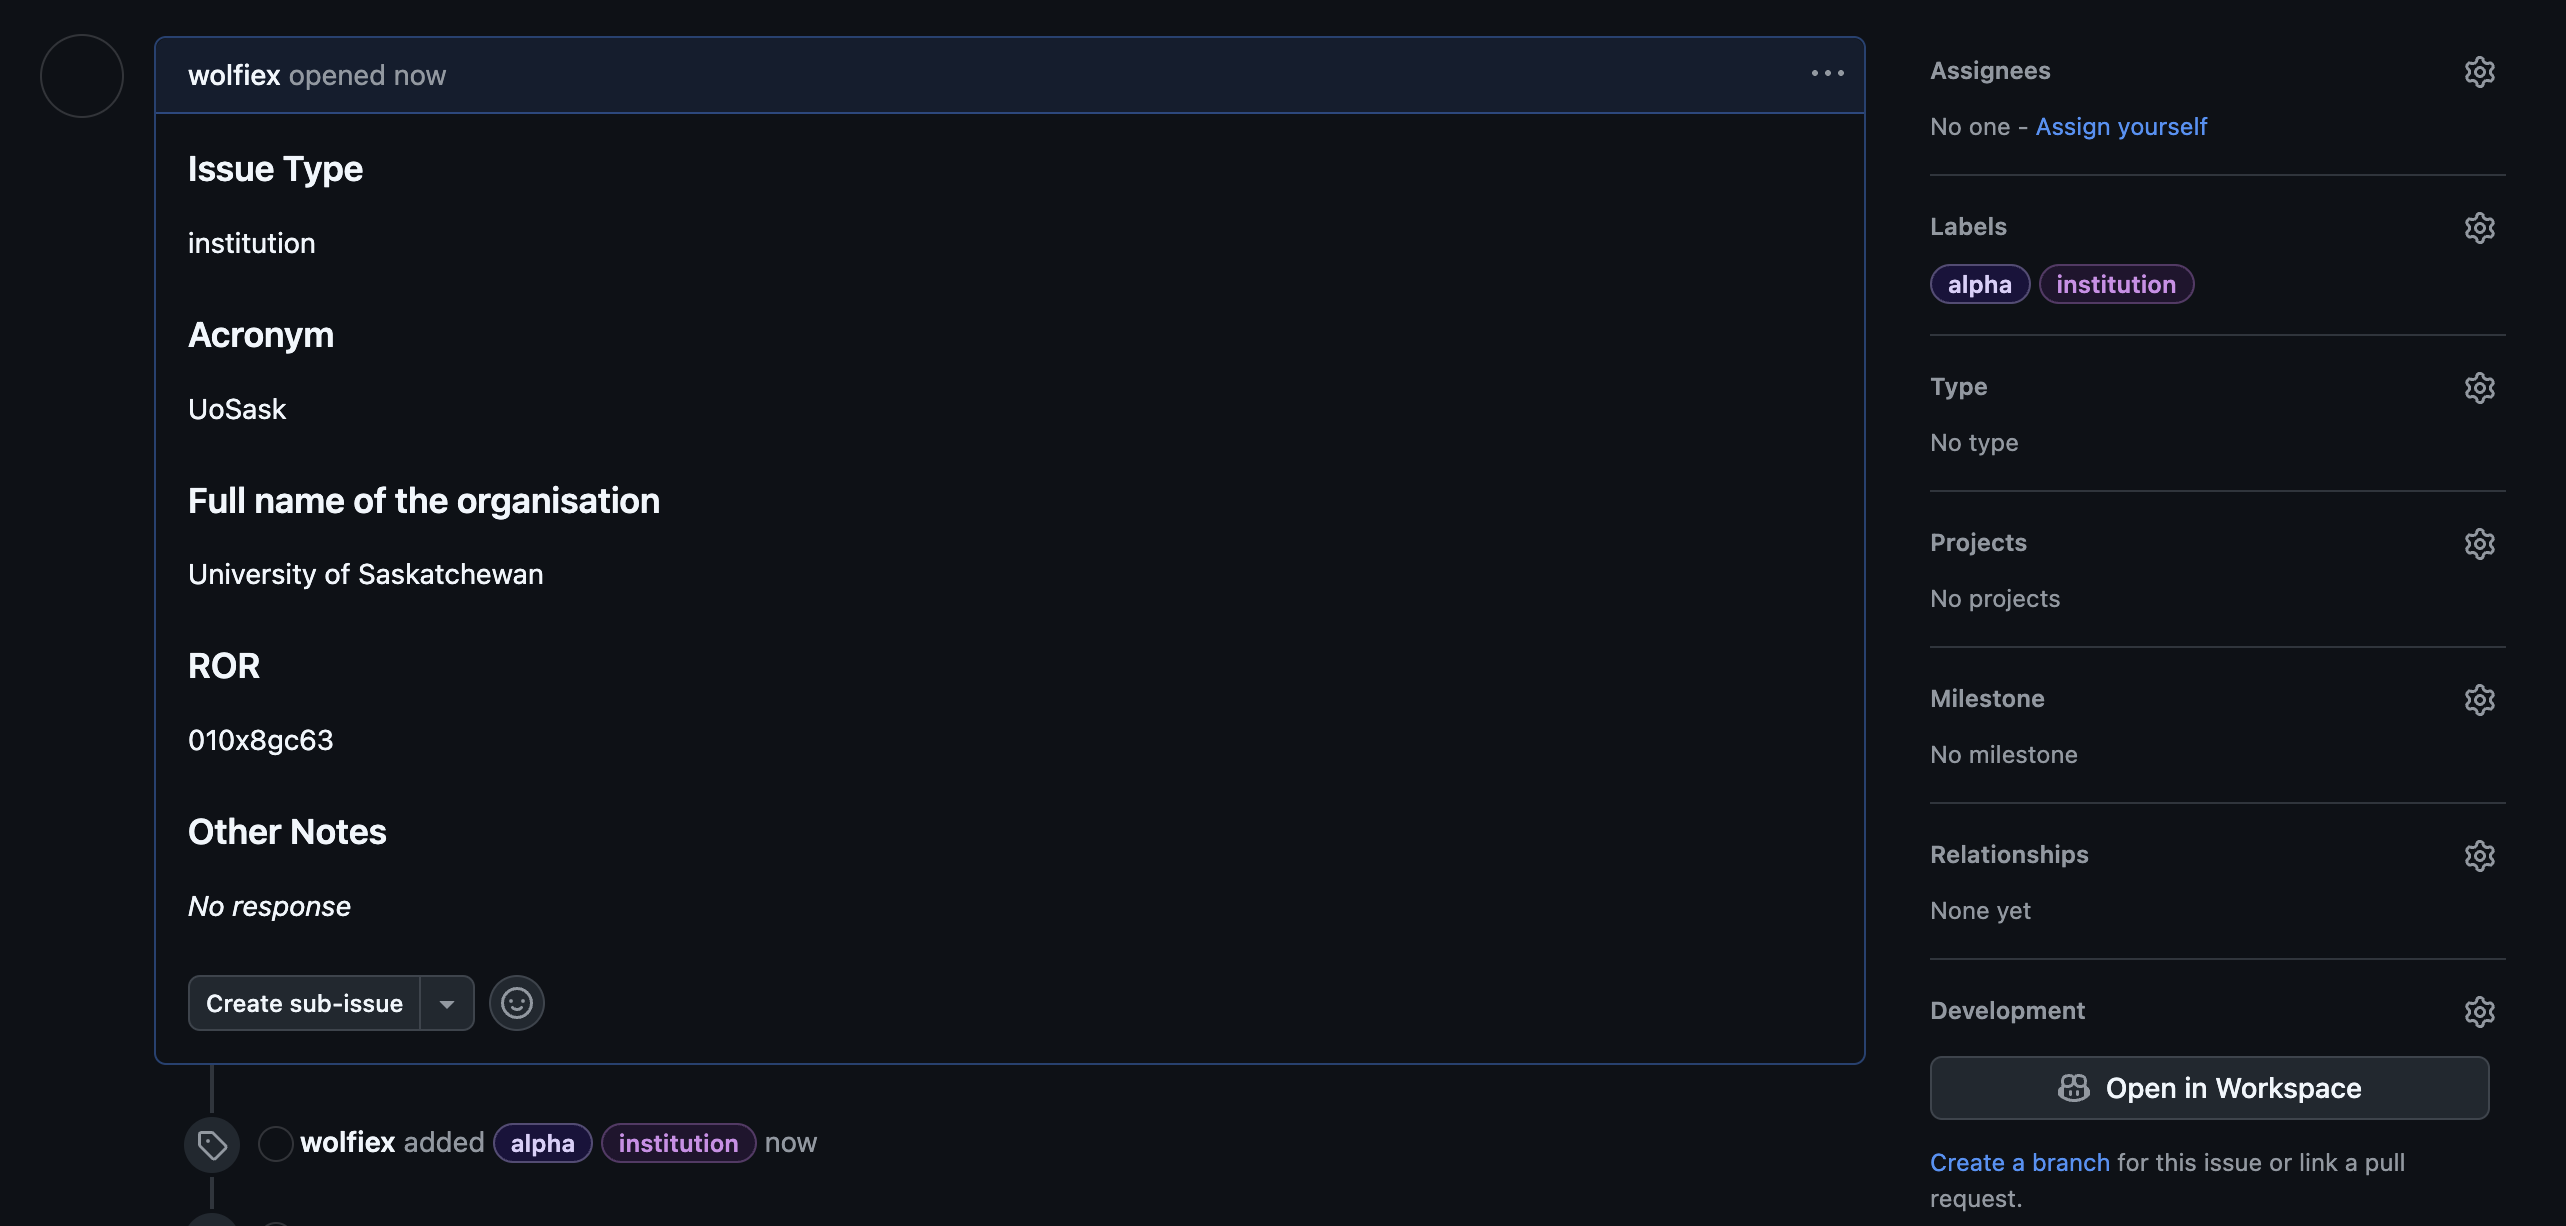 wolfiex opened now
Issue Type
institution
Acronym
UoSask
Full name of the organisation
University of Saskatchewan
ROR
010x8gc63
Other Notes
No response
Create sub-issue
wolfiex added alpha institution now
Assignees
No one - Assign yourself
Labels
alpha institution
Type
No type
Projects
No projects
Milestone
No milestone
Relationships
None yet
Development
Open in Workspace
Create a branch for this issue or link a pull
request.